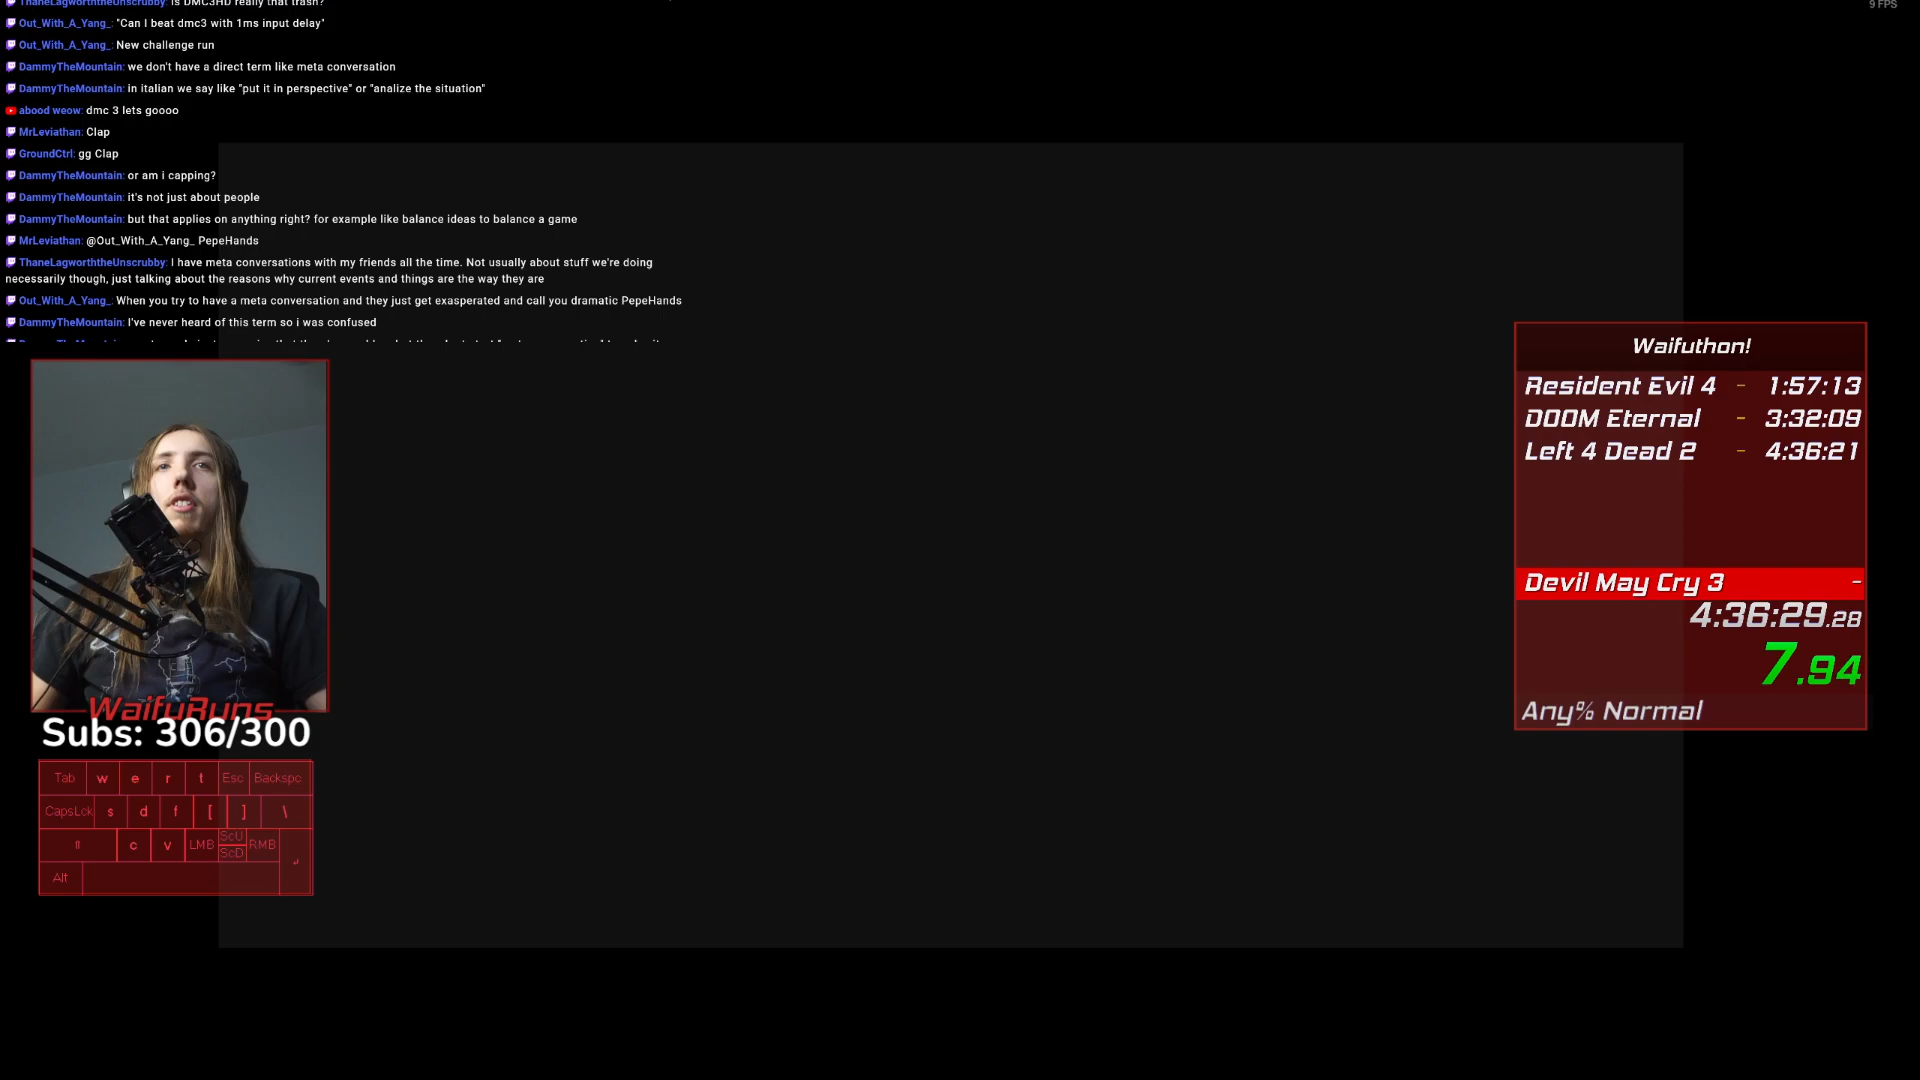 ThaneLagworththeUnscrubby: Is DMC3HD really that trash?
9 FPS
Out_With_A_Yang_: "Can I beat dmc3 with 1ms input delay"
Out_With_A_Yang_: New challenge run
DammyTheMountain: we don't have a direct term like meta conversation
DammyTheMountain: in italian we say like "put it in perspective" or "analize the situation"
abood weow: dmc 3 lets goooo
MrLeviathan: Clap
GroundCtrl: gg Clap
DammyTheMountain: or am i capping?
DammyTheMountain: it's not just about people
DammyTheMountain: but that applies on anything right? for example like balance ideas to balance a game
MrLeviathan: @Out_With_A_Yang_ PepeHands
ThaneLagworththeUnscrubby: I have meta conversations with my friends all the time. Not usually about stuff we're doing
necessarily though, just talking about the reasons why current events and things are the way they are
Out_With_A_Yang_: When you try to have a meta conversation and they just get exasperated and call you dramatic PepeHands
DammyTheMountain: I've never heard of this term so i was confused
Waifuthon!
Resident Evil 4 - 1:57:13
DOOM Eternal - 3:32:09
Left 4 Dead 2 - 4:36:21
Devil May Cry 3 -
4:36:29.28
7.94
Any% Normal
WaifuRuns
Subs: 306/300
Tab w e r t Esc Backspc
CapsLck s d f [ ] \
⇧ c v LMB ScU ScD RMB ↵
Alt